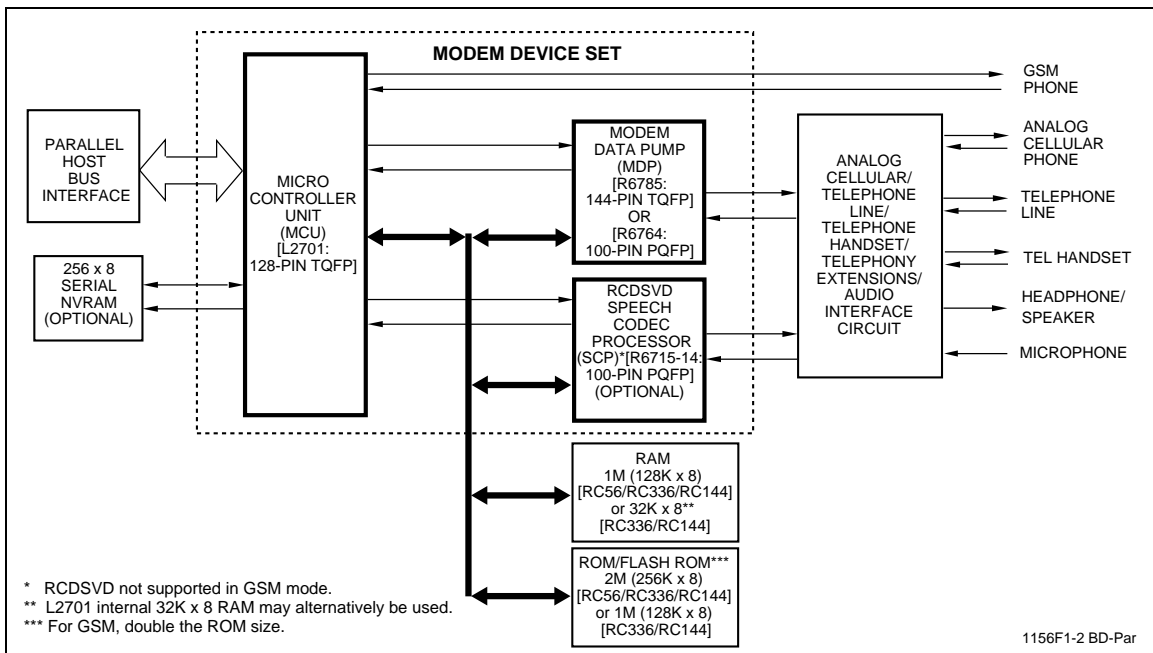 MODEM DEVICE SET
PARALLEL
HOST
BUS
INTERFACE
256 x 8
SERIAL
NVRAM
(OPTIONAL)
MICRO
CONTROLLER
UNIT
(MCU)
[L2701:
128-PIN TQFP]
MODEM
DATA PUMP
(MDP)
[R6785:
144-PIN TQFP]
OR
[R6764:
100-PIN PQFP]
RCDSVD
SPEECH
CODEC
PROCESSOR
(SCP)*[R6715-14:
100-PIN PQFP]
(OPTIONAL)
ANALOG
CELLULAR/
TELEPHONE
LINE/
TELEPHONE
HANDSET/
TELEPHONY
EXTENSIONS/
AUDIO
INTERFACE
CIRCUIT
GSM
PHONE
ANALOG
CELLULAR
PHONE
TELEPHONE
LINE
TEL HANDSET
HEADPHONE/
SPEAKER
MICROPHONE
RAM
1M (128K x 8)
[RC56/RC336/RC144]
or 32K x 8**
[RC336/RC144]
ROM/FLASH ROM***
2M (256K x 8)
[RC56/RC336/RC144]
or 1M (128K x 8)
[RC336/RC144]
* RCDSVD not supported in GSM mode.
** L2701 internal 32K x 8 RAM may alternatively be used.
*** For GSM, double the ROM size.
1156F1-2 BD-Par